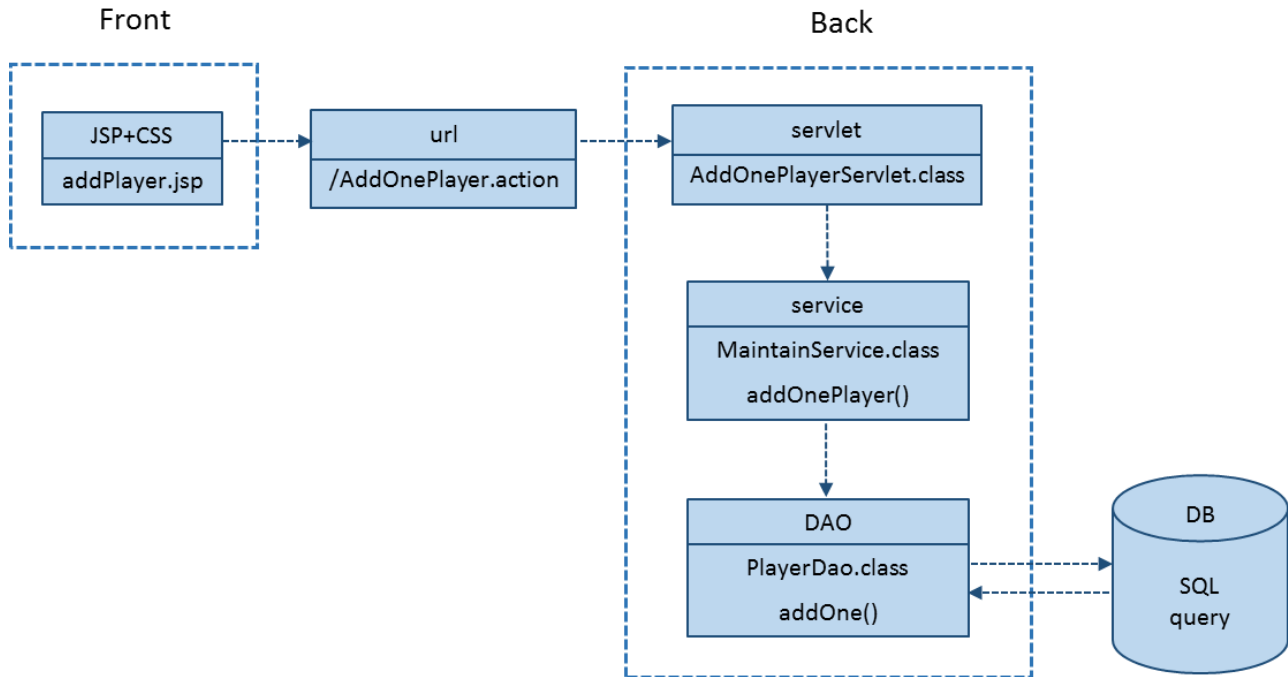 Front
Back
JSP+CSS
addPlayer.jsp
url
/AddOnePlayer.action
servlet
AddOnePlayerServlet.class
service
MaintainService.class
addOnePlayer()
DAO
PlayerDao.class
addOne()
DB
SQL
query